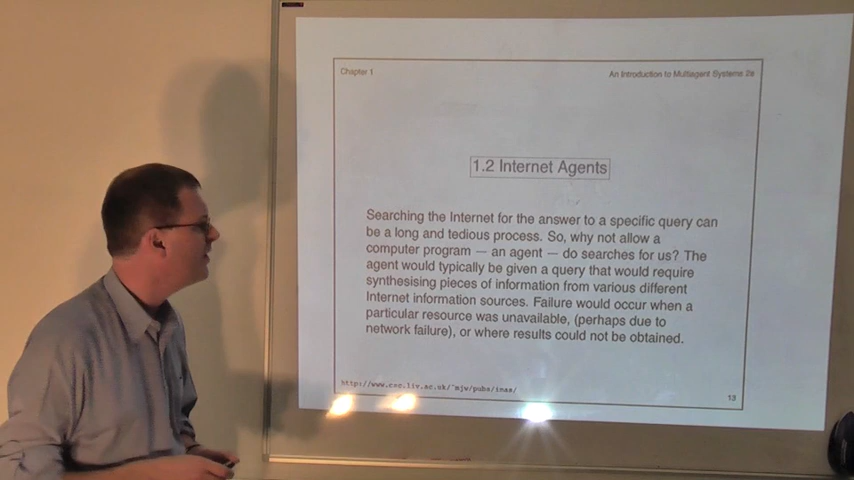 Chapter 1
An Introduction to Multiagent Systems 2e
1.2 Internet Agents
Searching the Internet for the answer to a specific query can
be a long and tedious process. So, why not allow a
computer program — an agent — do searches for us? The
agent would typically be given a query that would require
synthesising pieces of information from various different
Internet information sources. Failure would occur when a
particular resource was unavailable, (perhaps due to
network failure), or where results could not be obtained.
http://www.csc.liv.ac.uk/~mjw/pubs/imas/
13